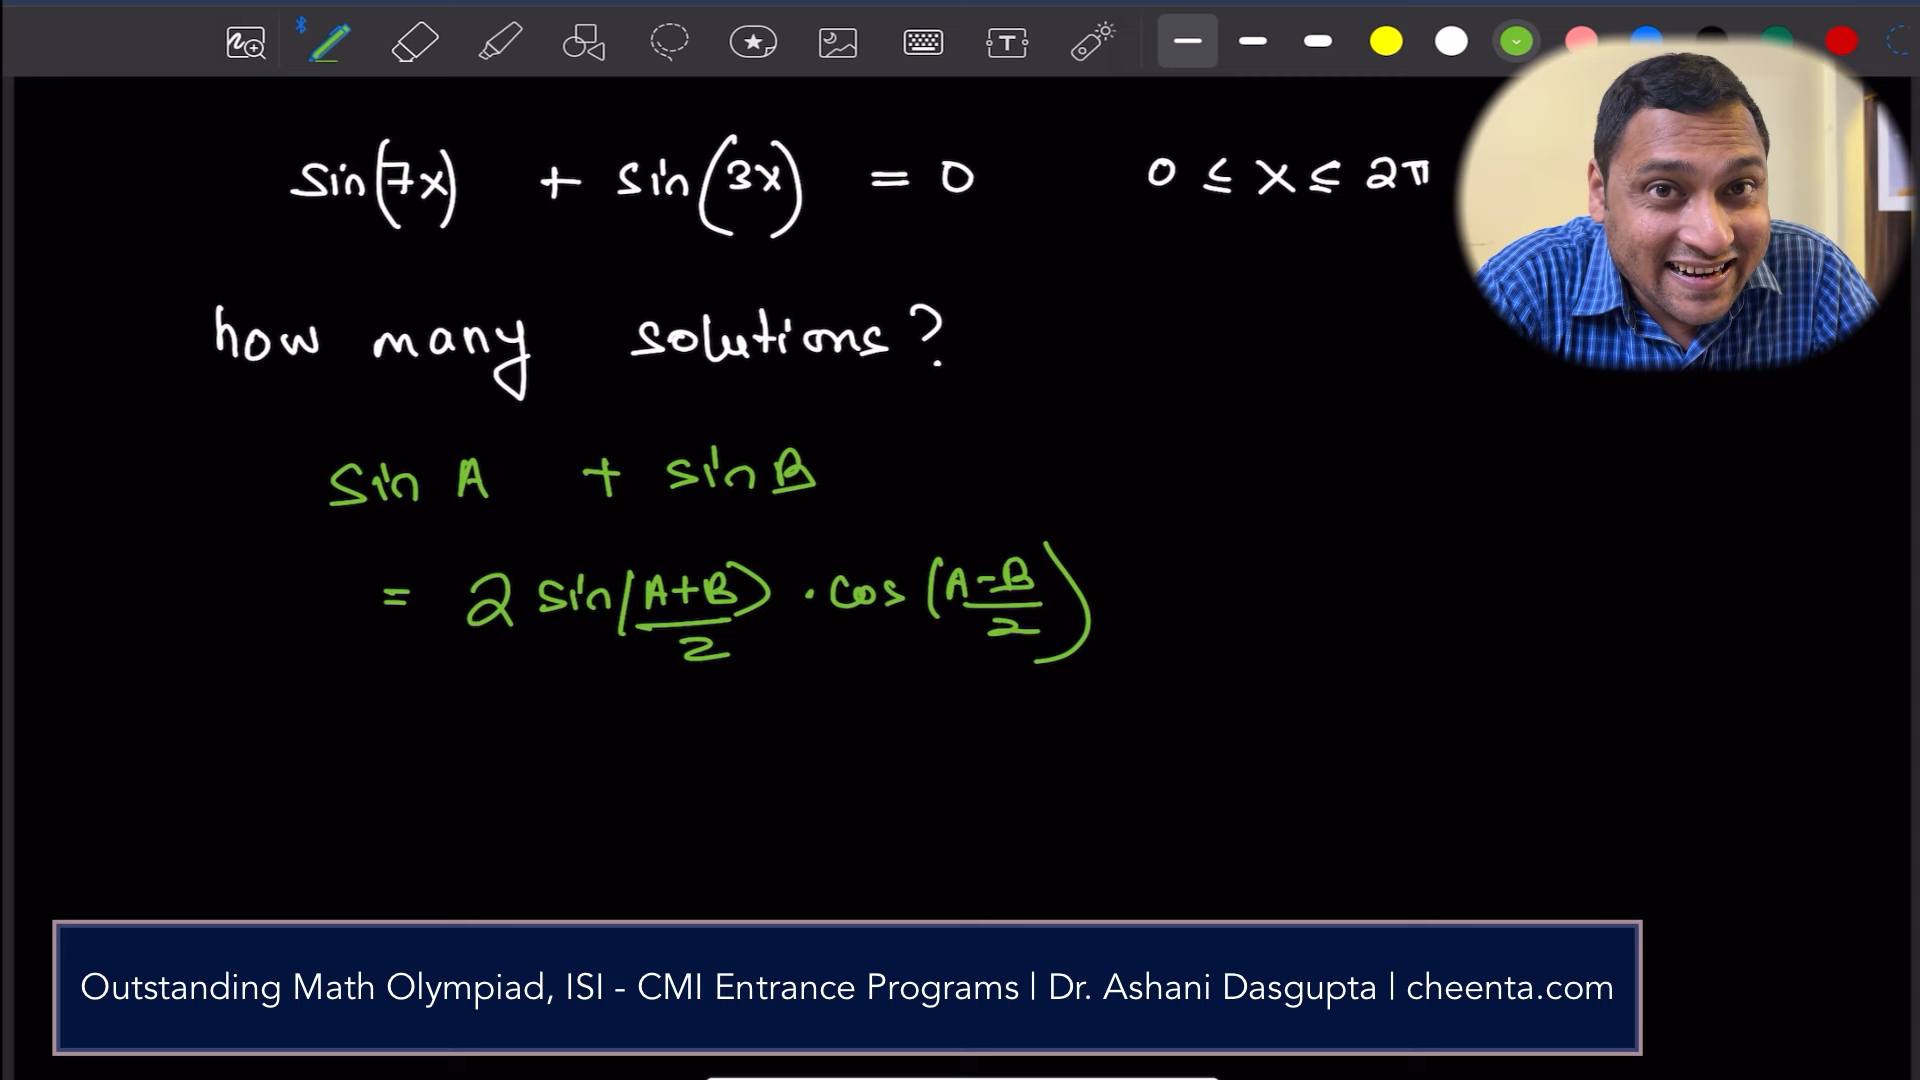 sin(7x) + sin(3x) = 0 0 ≤ x ≤ 2π
how many solutions?
sin A + sin B
= 2 sin(A+B/2) · cos(A-B/2)
Outstanding Math Olympiad, ISI - CMI Entrance Programs | Dr. Ashani Dasgupta | cheenta.com